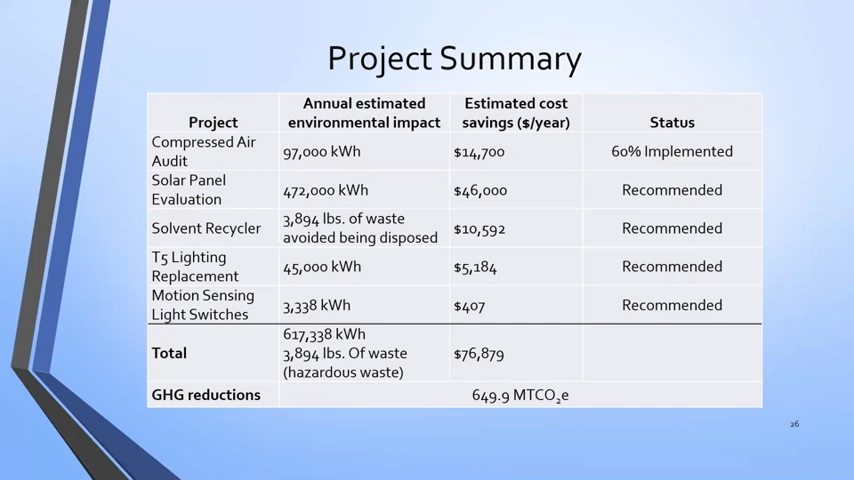 Project Summary
Project
Annual estimated
environmental impact
Estimated cost
savings ($/year)
Status
Compressed Air
Audit
97,000 kWh
$14,700
60% Implemented
Solar Panel
Evaluation
472,000 kWh
$46,000
Recommended
Solvent Recycler
3,894 lbs. of waste
avoided being disposed
$10,592
Recommended
T5 Lighting
Replacement
45,000 kWh
$5,184
Recommended
Motion Sensing
Light Switches
3,338 kWh
$407
Recommended
Total
617,338 kWh
3,894 lbs. Of waste
(hazardous waste)
$76,879
GHG reductions
649.9 MTCO₂e
26